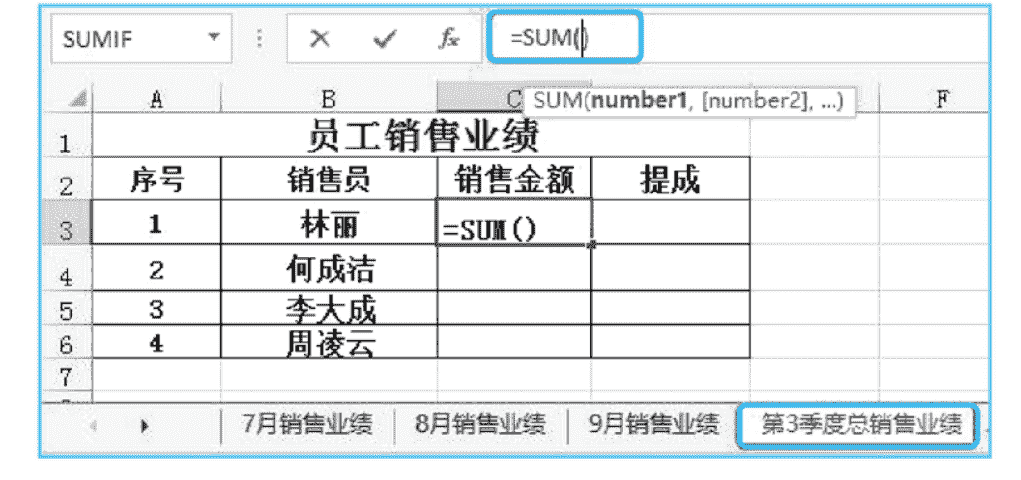 SUMIF =SUM()
SUM(number1, [number2], ...)
A B C F
1 员工销售业绩
2 序号 销售员 销售金额 提成
3 1 林丽 =SUM()
4 2 何成洁
5 3 李大成
6 4 周凌云
7
7月销售业绩 8月销售业绩 9月销售业绩 第3季度总销售业绩